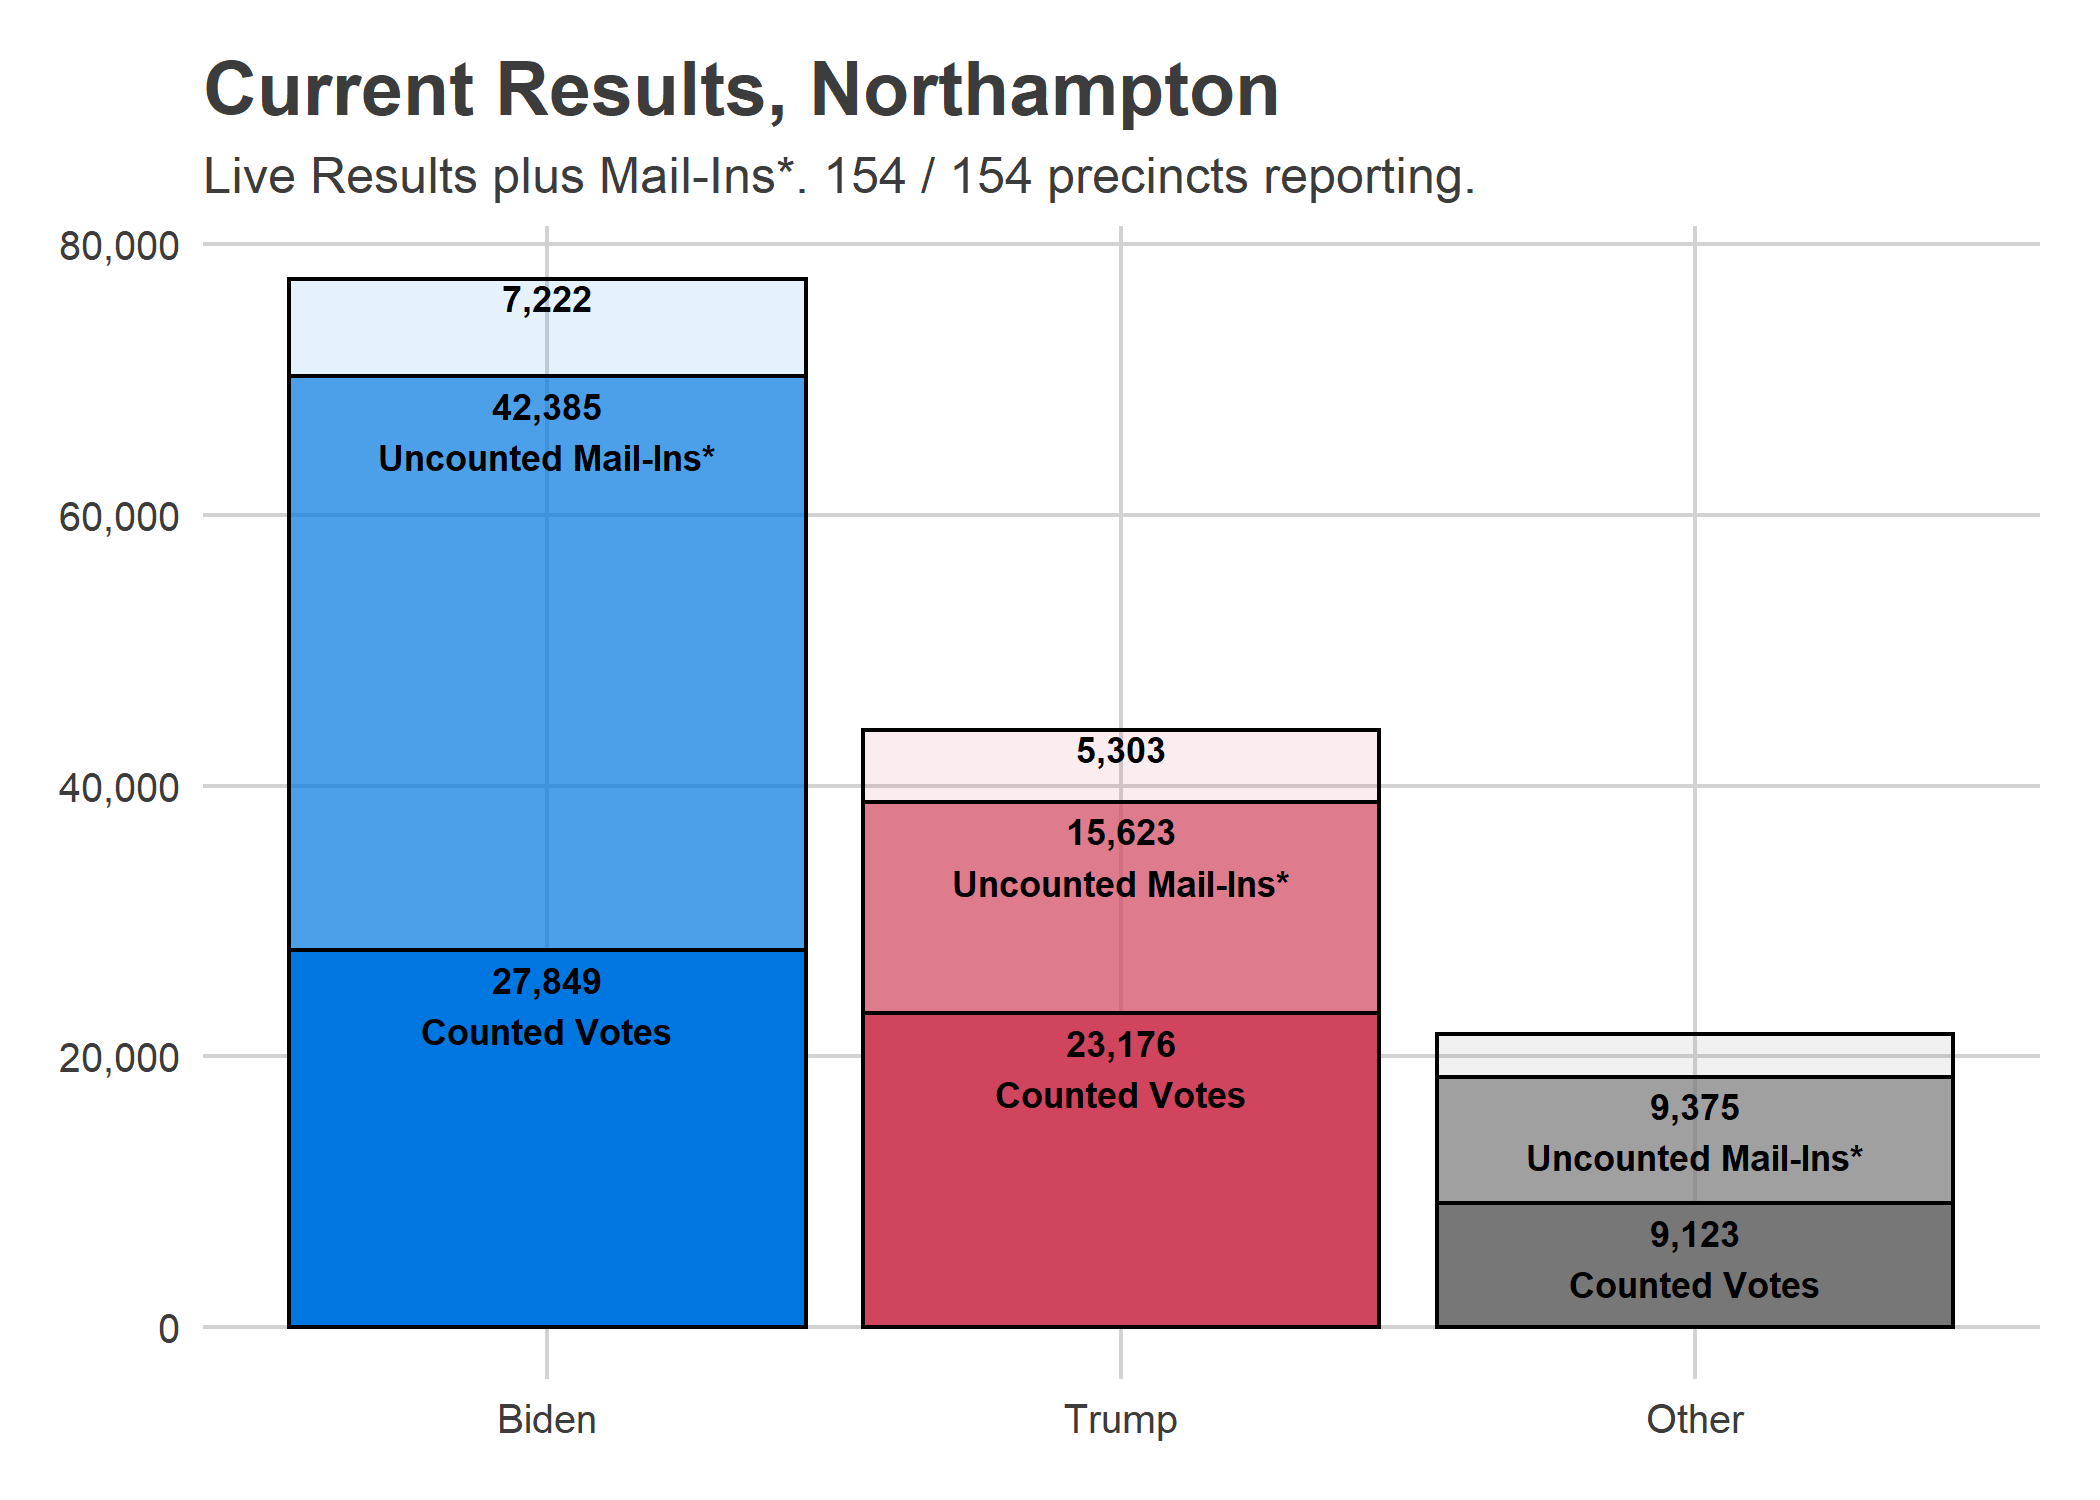 Current Results, Northampton
Live Results plus Mail-Ins*. 154 / 154 precincts reporting.
80,000
60,000
40,000
20,000
0
7,222
42,385
Uncounted Mail-Ins*
27,849
Counted Votes
5,303
15,623
Uncounted Mail-Ins*
23,176
Counted Votes
9,375
Uncounted Mail-Ins*
9,123
Counted Votes
Biden
Trump
Other